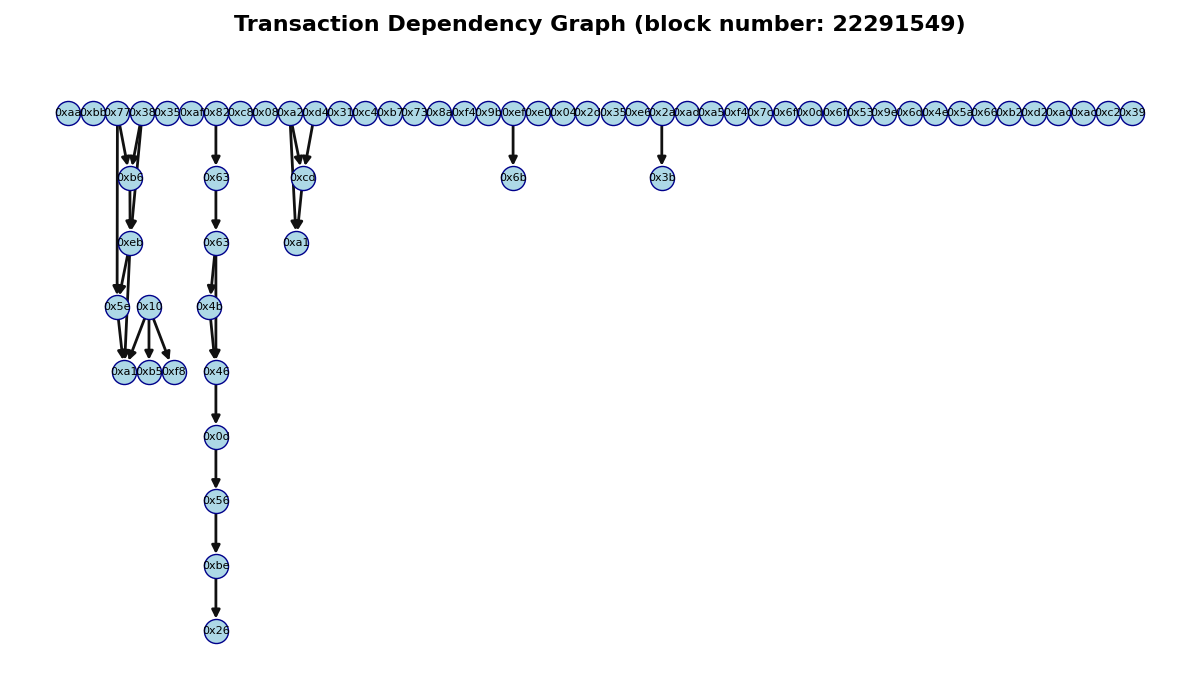 Transaction Dependency Graph (block number: 22291549)
0xaa 0xbb 0x77 0x38 0x35 0xaf 0x82 0xc8 0x08 0xa2 0xd4 0x31 0xc4 0xb7 0x73 0x8a 0xf4 0x9b 0xef 0xe0 0x04 0x2d 0x35 0xe6 0x2a 0xad 0xa5 0xf4 0x7c 0x6f 0x0d 0x6f 0x53 0x9e 0x6d 0x4e 0x5a 0x66 0xb2 0xd2 0xc2 0x39
0xb6 0x63 0xcd 0x6b 0x3b
0xeb 0x63 0xa1
0x5e 0x10 0x4b
0xa1 0xb5 0xf8 0x46
0x0d
0x56
0xbe
0x26